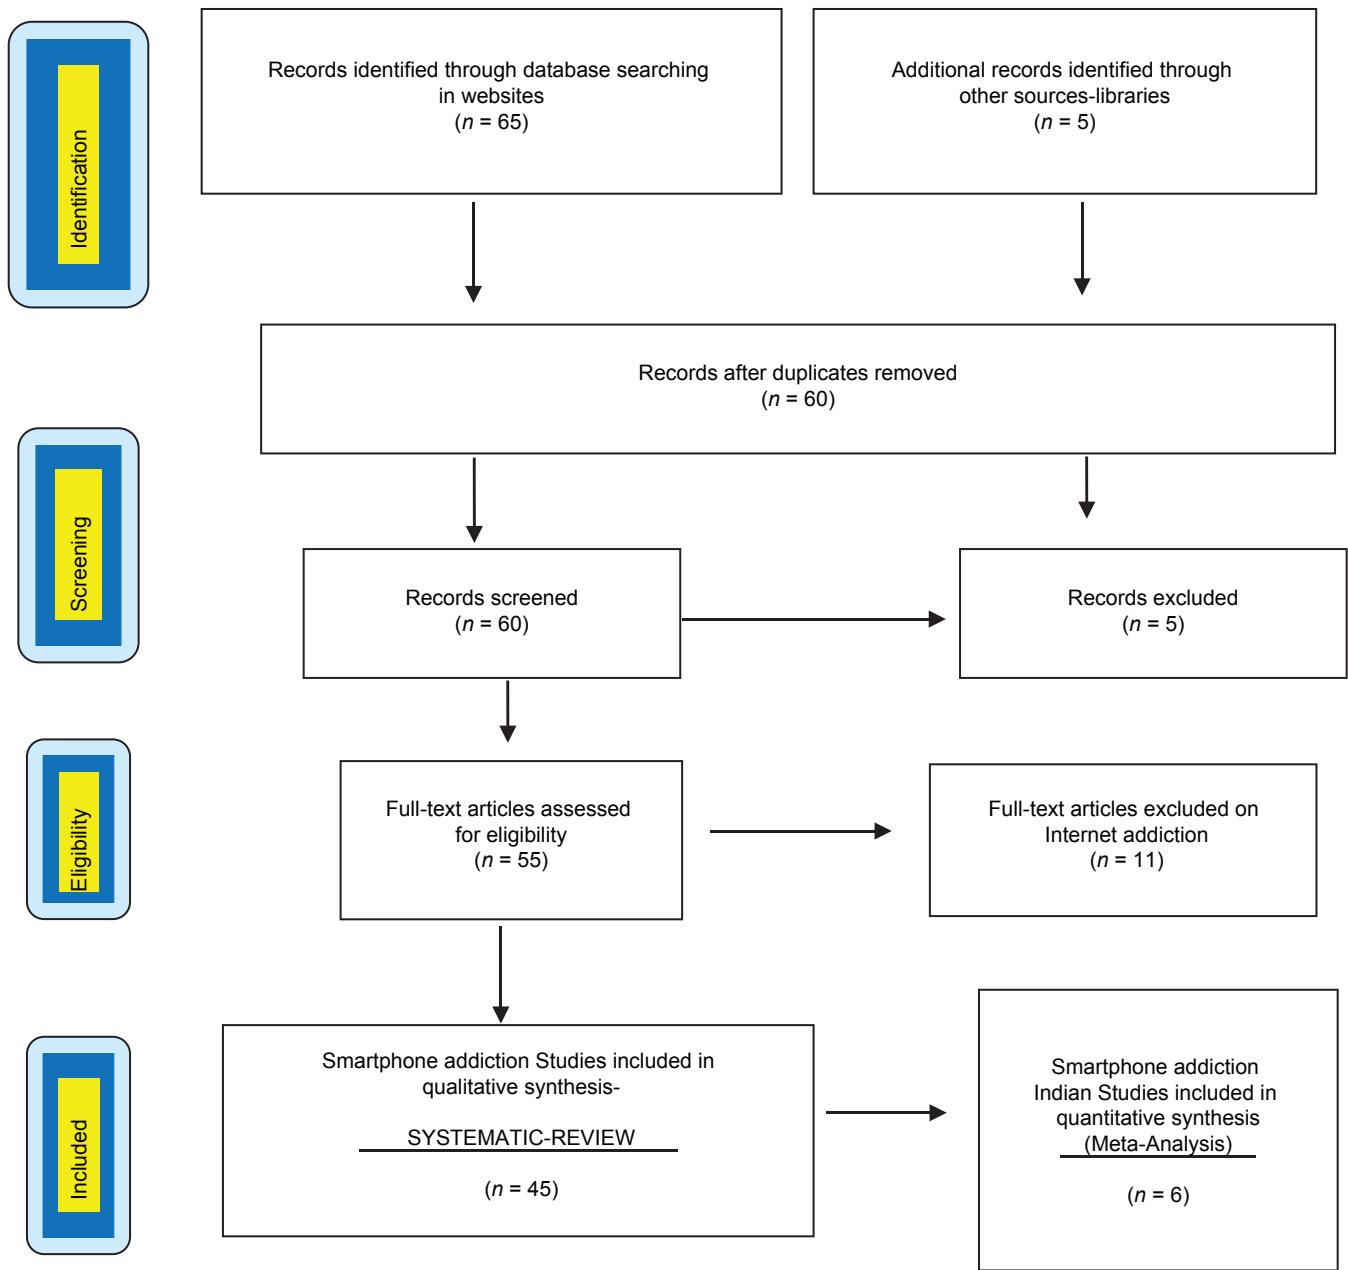 Identification
Records identified through database searching
in websites
(n = 65)
Additional records identified through
other sources-libraries
(n = 5)
Records after duplicates removed
(n = 60)
Screening
Records screened
(n = 60)
Records excluded
(n = 5)
Eligibility
Full-text articles assessed
for eligibility
(n = 55)
Full-text articles excluded on
Internet addiction
(n = 11)
Included
Smartphone addiction Studies included in
qualitative synthesis-
SYSTEMATIC-REVIEW
(n = 45)
Smartphone addiction
Indian Studies included in
quantitative synthesis
(Meta-Analysis)
(n = 6)